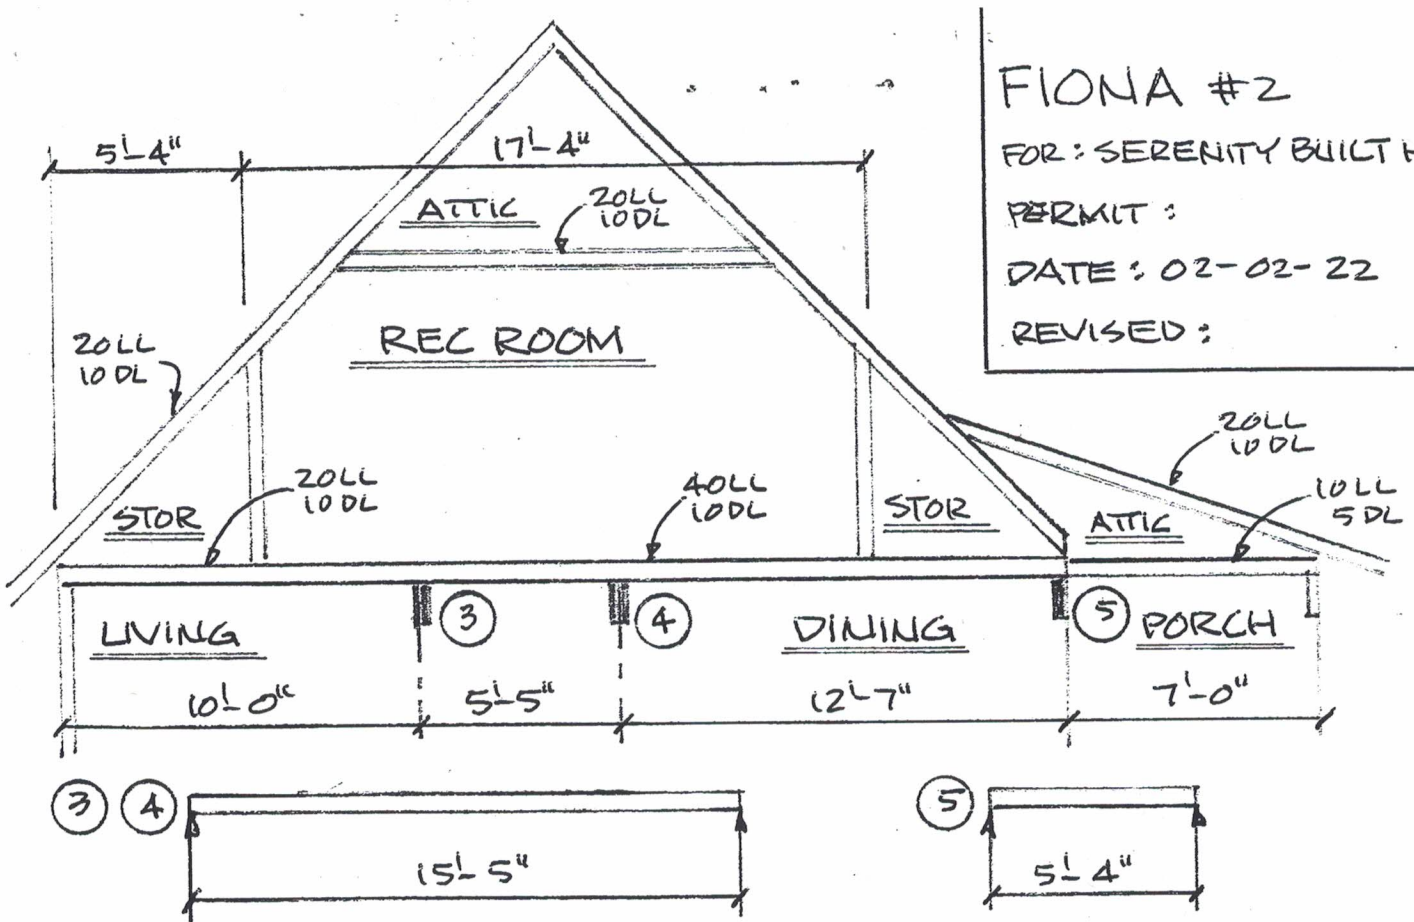 FIONA #2
FOR: SERENITY BUILT
PERMIT:
DATE: 02-02-22
REVISED:
5'-4"
17'-4"
ATTIC
20LL
10DL
REC ROOM
20LL
10DL
20LL
10DL
STOR
20LL
10DL
40LL
10DL
STOR
ATTIC
10LL
5DL
LIVING
3
4
DINING
5
PORCH
10'-0"
5'-5"
12'-7"
7'-0"
3 4
15'-5"
5
5'-4"